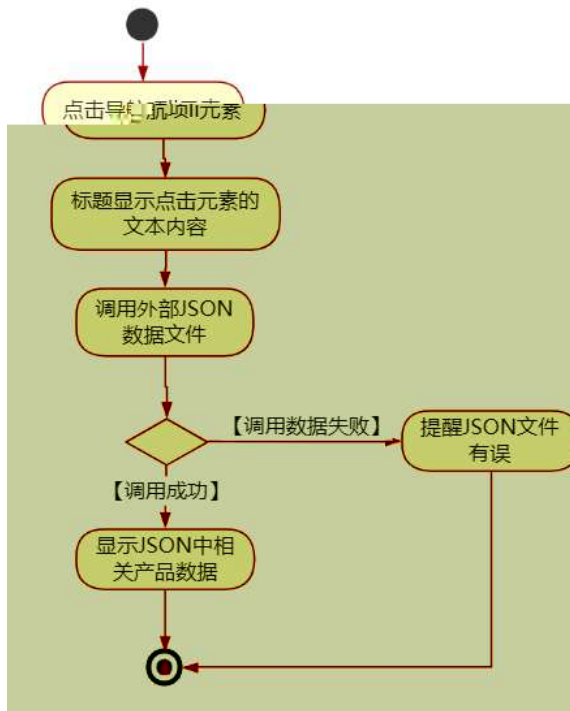 点击导航项li元素
标题显示点击元素的
文本内容
调用外部JSON
数据文件
【调用数据失败】
提醒JSON文件
有误
【调用成功】
显示JSON中相
关产品数据